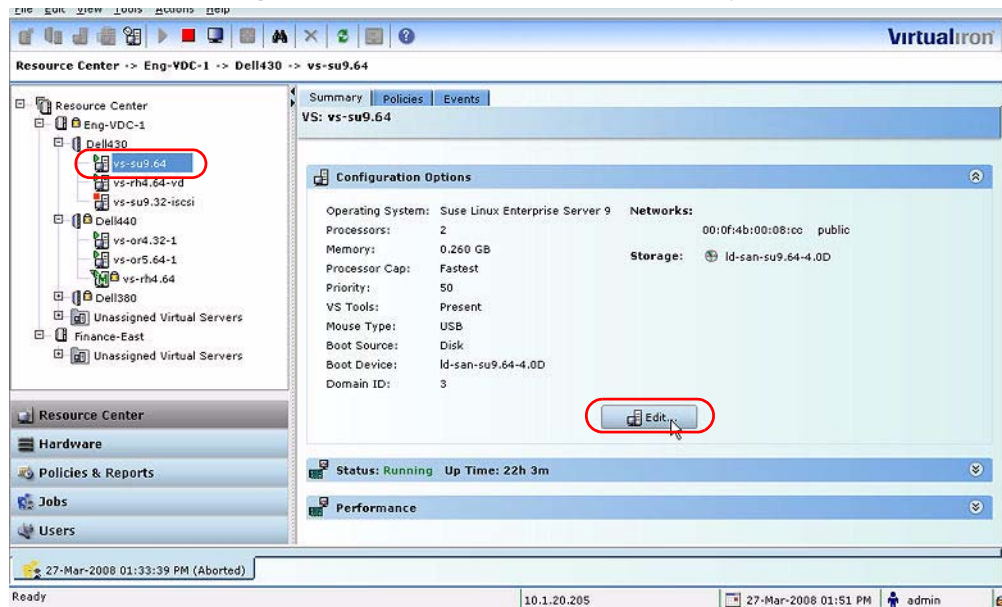 File Edit View Tools Actions Help
Virtualiron
Resource Center -> Eng-VDC-1 -> Dell430 -> vs-su9.64
Resource Center
Eng-VDC-1
Dell430
vs-su9.64
vs-rh4.64-vd
vs-su9.32-iscsi
Dell440
vs-or4.32-1
vs-or5.64-1
vs-rh4.64
Dell380
Unassigned Virtual Servers
Finance-East
Unassigned Virtual Servers
Resource Center
Hardware
Policies & Reports
Jobs
Users
Summary Policies Events
VS: vs-su9.64
Configuration Options
Operating System: Suse Linux Enterprise Server 9 Networks:
Processors: 2 00:0f:4b:00:08:cc public
Memory: 0.260 GB Storage: ld-san-su9.64-4.0D
Processor Cap: Fastest
Priority: 50
VS Tools: Present
Mouse Type: USB
Boot Source: Disk
Boot Device: ld-san-su9.64-4.0D
Domain ID: 3
Edit...
Status: Running Up Time: 22h 3m
Performance
27-Mar-2008 01:33:39 PM (Aborted)
Ready 10.1.20.205 27-Mar-2008 01:51 PM admin